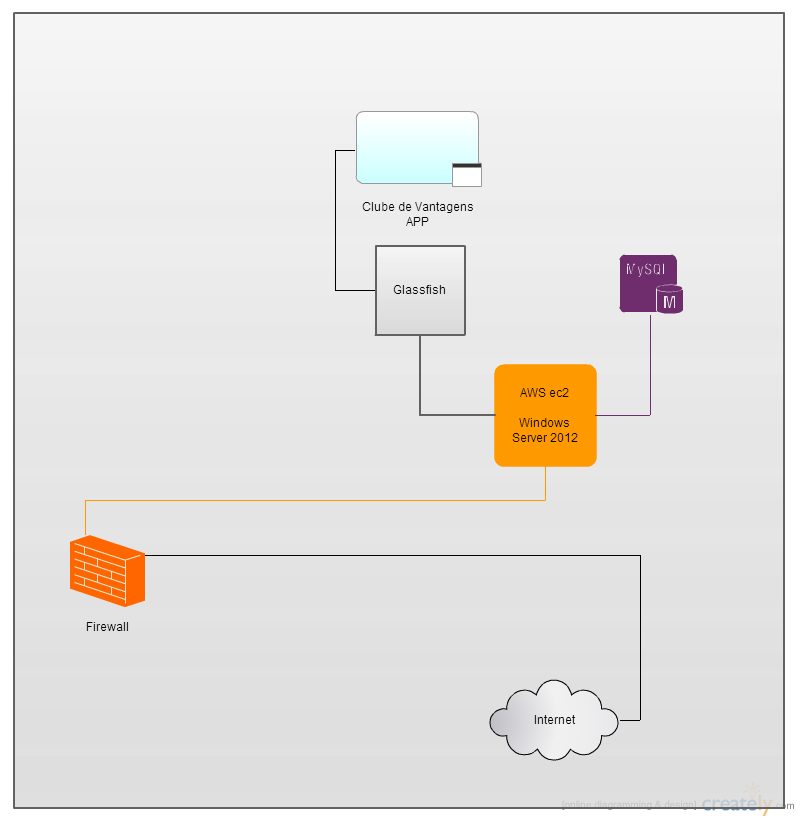 Clube de Vantagens
APP
Glassfish
MySQl
M
AWS ec2
Windows
Server 2012
Firewall
Internet
[online diagramming & design] creately.com